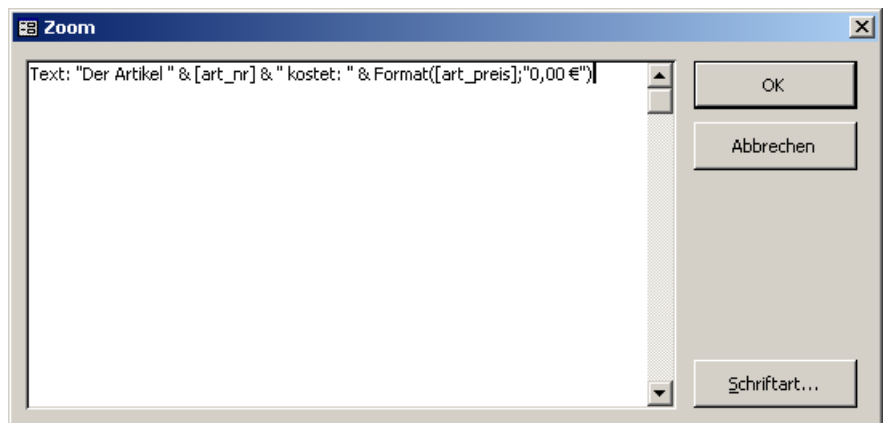 Zoom
Text: "Der Artikel " & [art_nr] & " kostet: " & Format([art_preis];"0,00 €")
OK
Abbrechen
Schriftart...